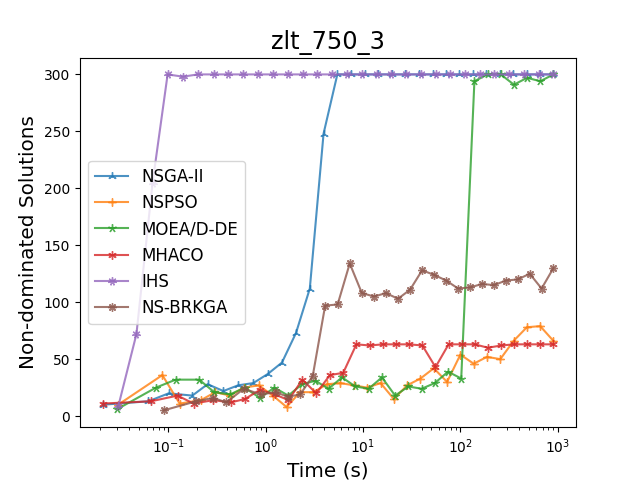 zlt_750_3
Non-dominated Solutions
300
250
200
150
100
50
0
NSGA-II
NSPSO
MOEA/D-DE
MHACO
IHS
NS-BRKGA
10⁻¹ 10⁰ 10¹ 10² 10³
Time (s)